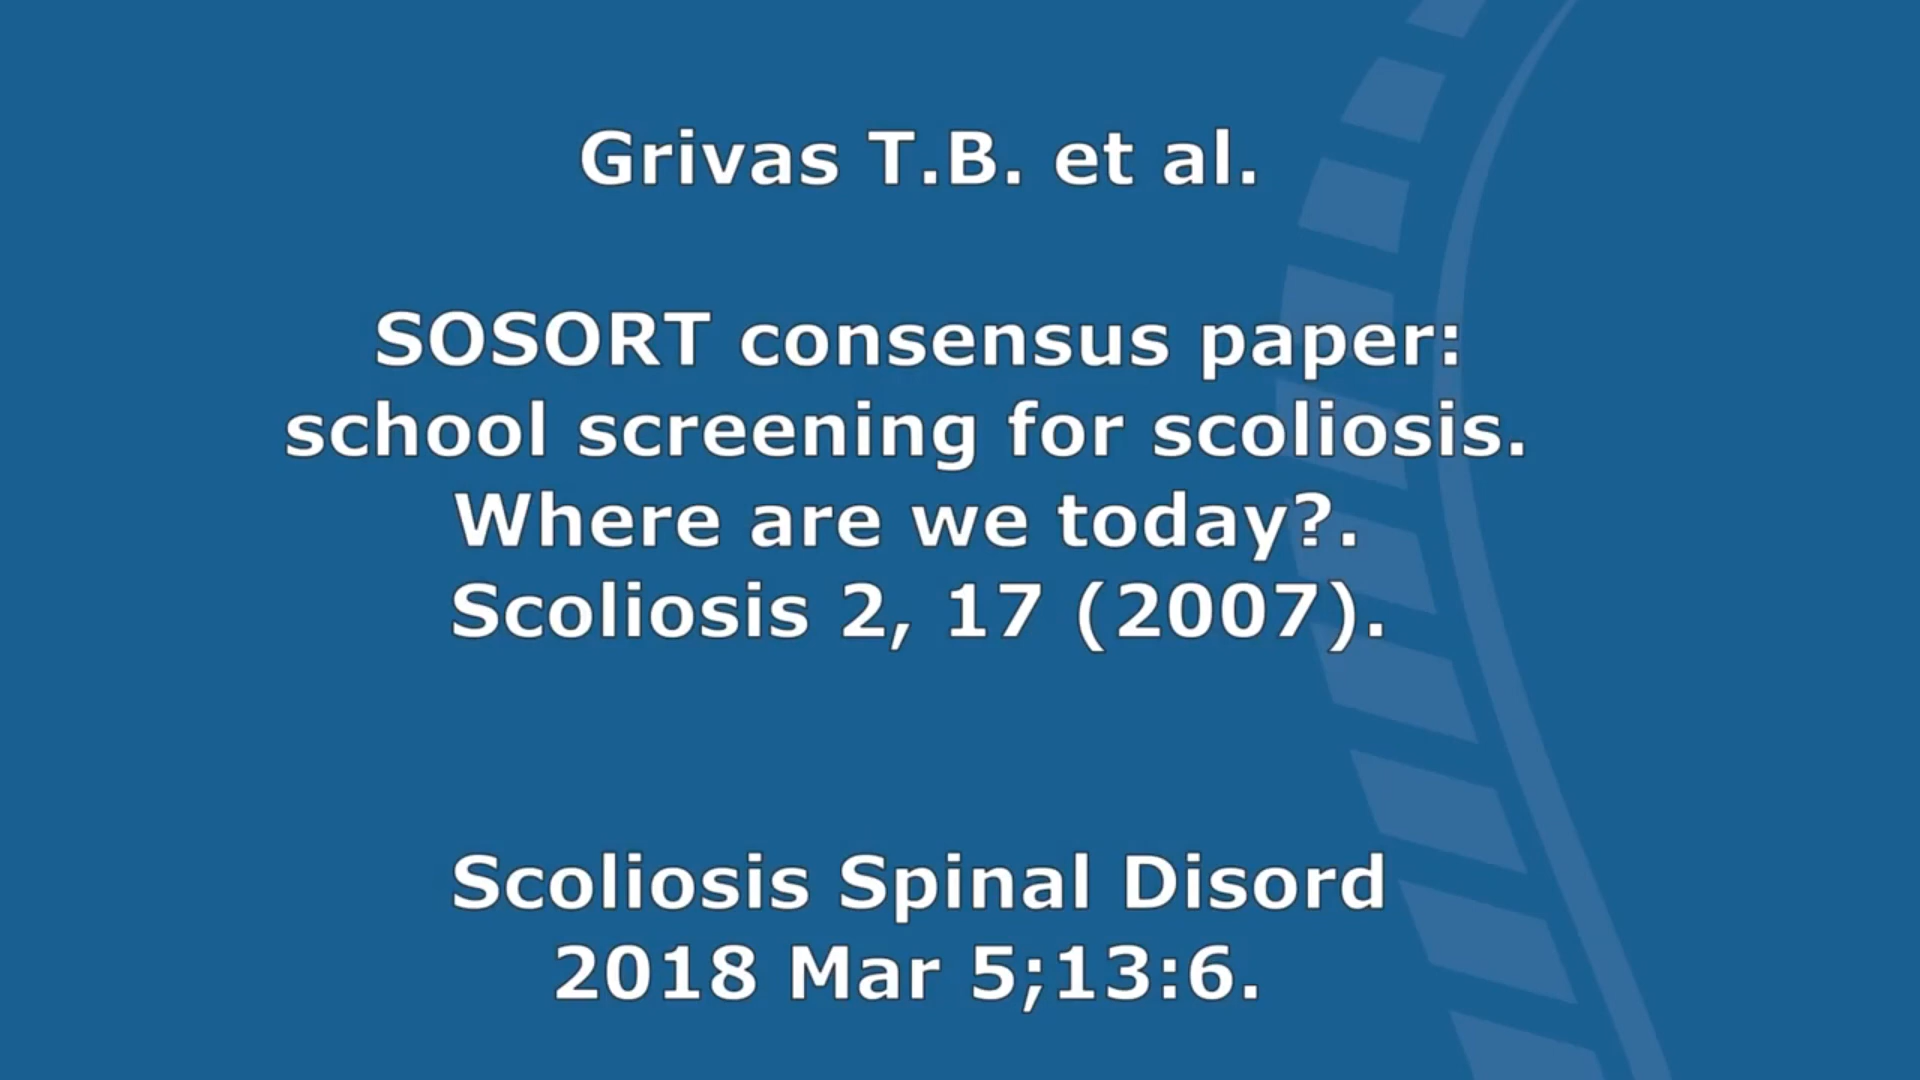 Grivas T.B. et al.
SOSORT consensus paper:
school screening for scoliosis.
Where are we today?.
Scoliosis 2, 17 (2007).
Scoliosis Spinal Disord
2018 Mar 5;13:6.